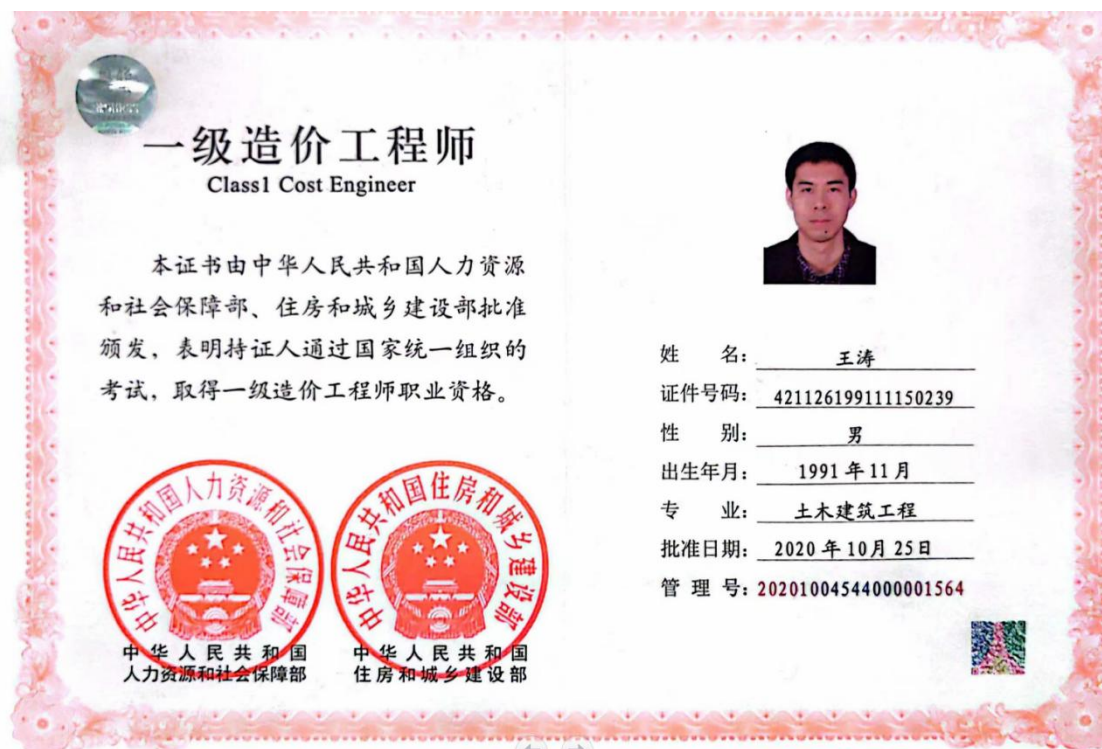 一级造价工程师
Class1 Cost Engineer
本证书由中华人民共和国人力资源
和社会保障部、住房和城乡建设部批准
颁发，表明持证人通过国家统一组织的
考试，取得一级造价工程师职业资格。
中华人民共和国人力资源和社会保障部
中华人民共和国住房和城乡建设部
中华人民共和国
人力资源和社会保障部
中华人民共和国
住房和城乡建设部
姓 名：王涛
证件号码：421126199111150239
性 别：男
出生年月：1991年11月
专 业：土木建筑工程
批准日期：2020年10月25日
管 理 号：20201004544000001564